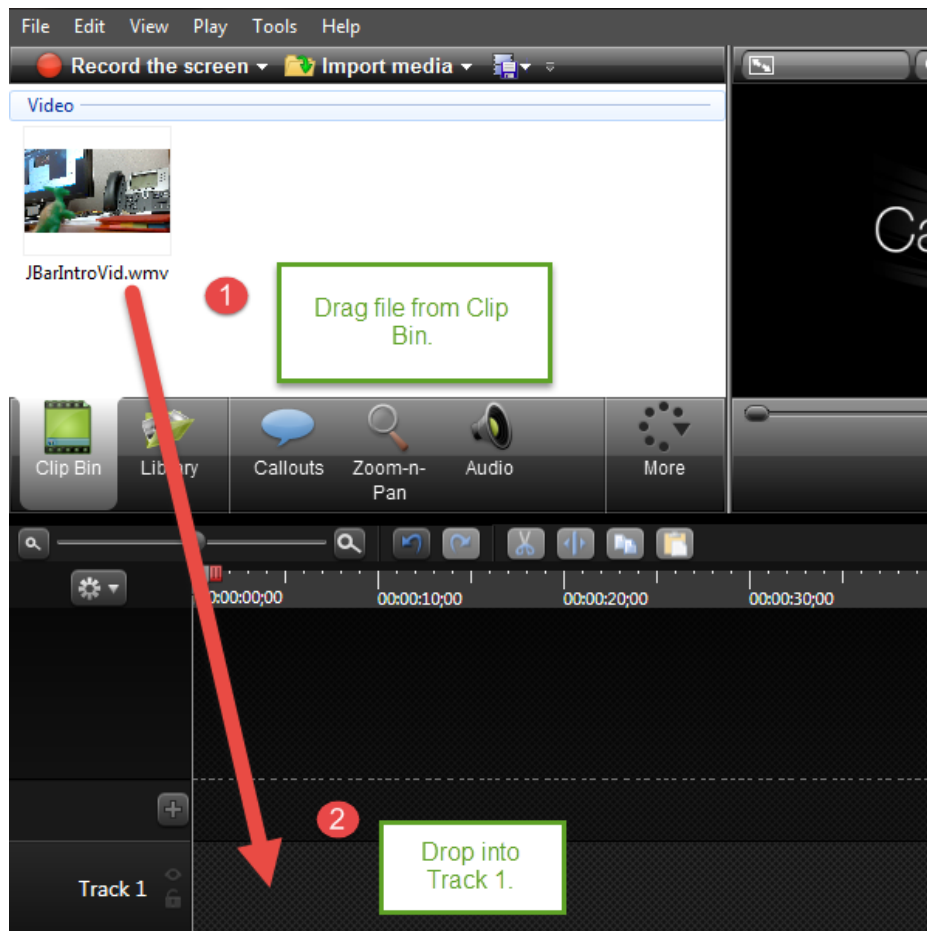 File Edit View Play Tools Help
Record the screen Import media
Video
JBarIntroVid.wmv
1
Drag file from Clip
Bin.
Ca
Clip Bin Library Callouts Zoom-n-
Pan Audio More
00:00:00;00 00:00:10;00 00:00:20;00 00:00:30;00
2
Drop into
Track 1.
Track 1